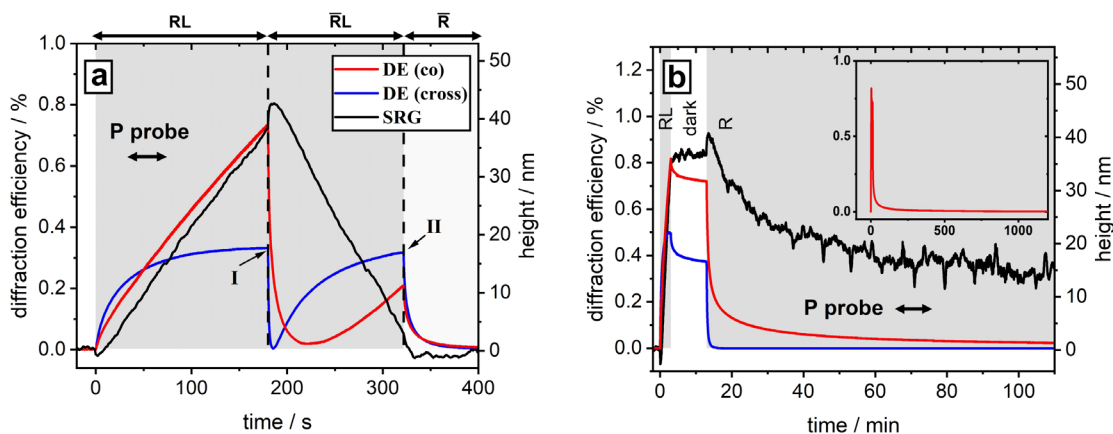 RL R̅L R̅
a
DE (co)
DE (cross)
SRG
P probe
I
II
1.0
0.8
0.6
0.4
0.2
0.0
diffraction efficiency / %
50
40
30
20
10
0
height / nm
0 100 200 300 400
time / s
b
RL
dark
R
P probe
1.2
1.0
0.8
0.6
0.4
0.2
0.0
diffraction efficiency / %
1.0
0.5
0.0
0 500 1000
50
40
30
20
10
0
height / nm
0 20 40 60 80 100
time / min